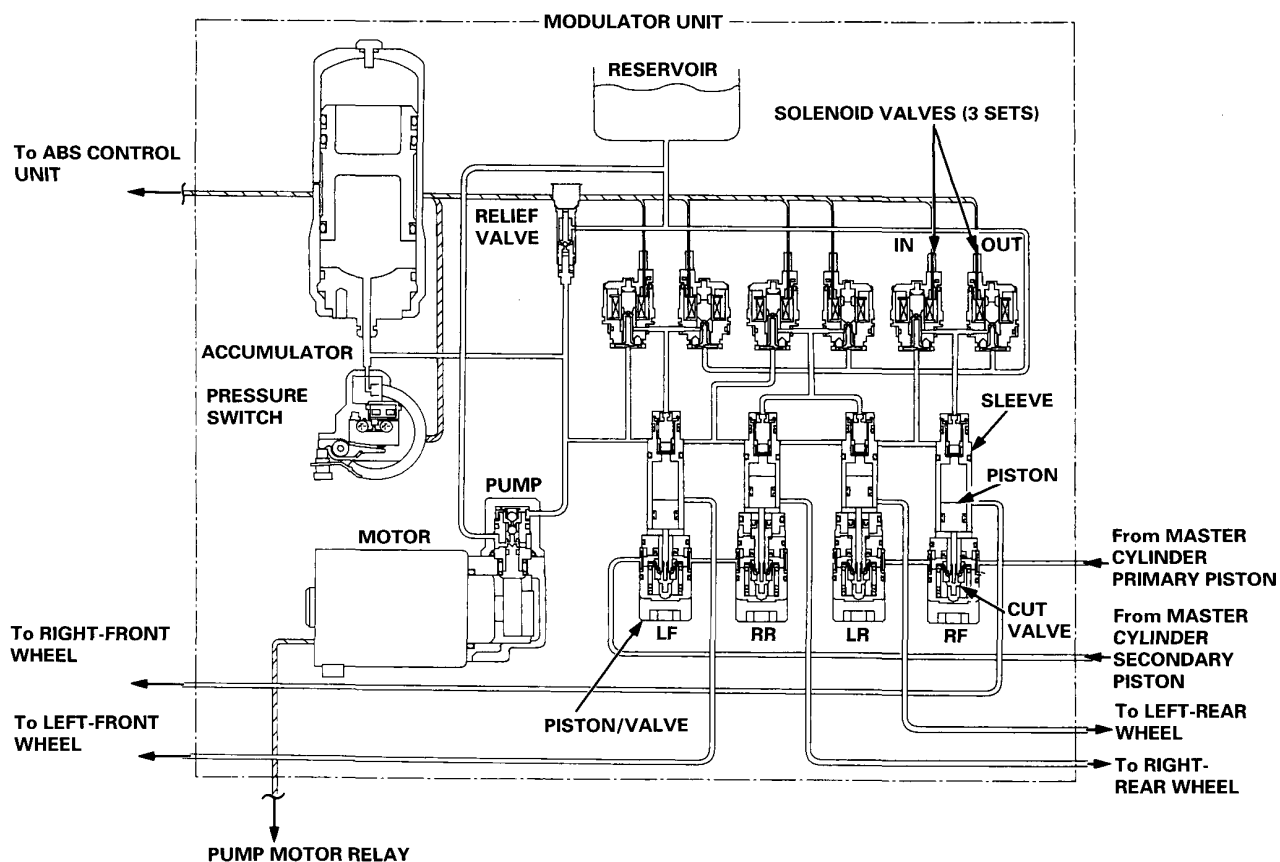 MODULATOR UNIT
RESERVOIR
SOLENOID VALVES (3 SETS)
To ABS CONTROL
UNIT
RELIEF
VALVE
IN
OUT
ACCUMULATOR
PRESSURE
SWITCH
SLEEVE
PISTON
PUMP
MOTOR
From MASTER
CYLINDER
PRIMARY PISTON
CUT
VALVE
LF
RR
LR
RF
From MASTER
CYLINDER
SECONDARY
PISTON
To RIGHT-FRONT
WHEEL
To LEFT-FRONT
WHEEL
PISTON/VALVE
To LEFT-REAR
WHEEL
To RIGHT-
REAR WHEEL
PUMP MOTOR RELAY